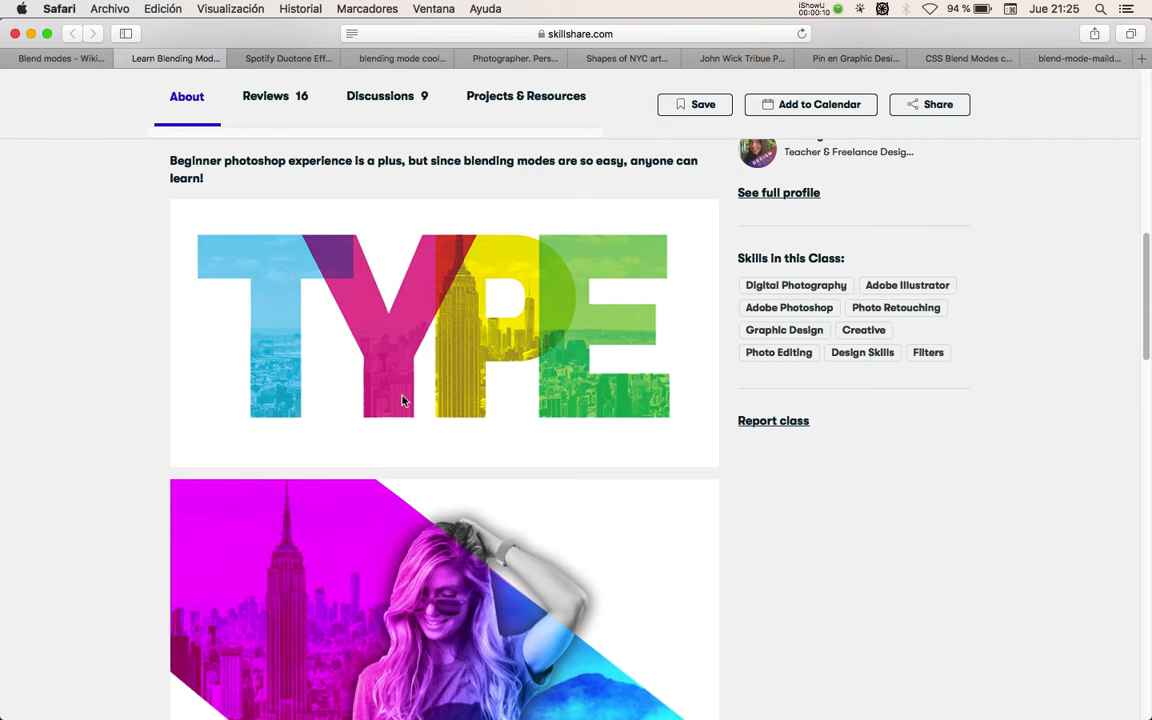 Safari Archivo Edición Visualización Historial Marcadores Ventana Ayuda
iShowU
00:00:10
94 %
Jue 21:25
skillshare.com
Blend modes - Wiki...
Learn Blending Mod...
Spotify Duotone Eff...
blending mode cool...
Photographer. Pers...
Shapes of NYC art...
John Wick Tribue P...
Pin en Graphic Desi...
CSS Blend Modes c...
blend-mode-maild...
About
Reviews 16
Discussions 9
Projects & Resources
Save
Add to Calendar
Share
Beginner photoshop experience is a plus, but since blending modes are so easy, anyone can
learn!
TYPE
DESIGN
Teacher & Freelance Desig...
See full profile
Skills in this Class:
Digital Photography
Adobe Illustrator
Adobe Photoshop
Photo Retouching
Graphic Design
Creative
Photo Editing
Design Skills
Filters
Report class